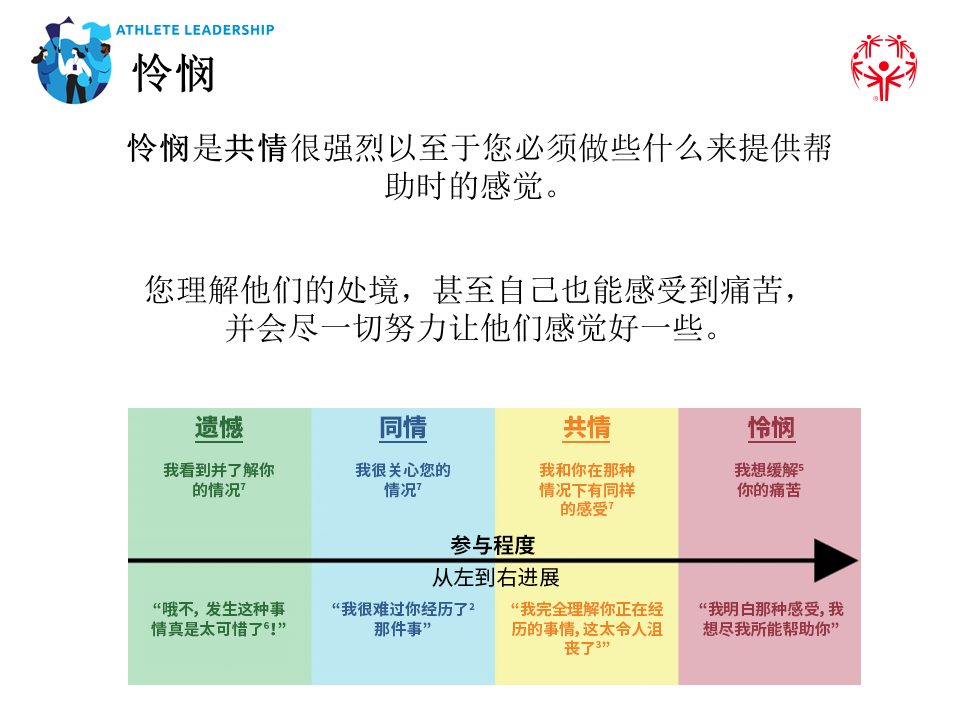 ATHLETE LEADERSHIP
怜悯
怜悯是共情很强烈以至于您必须做些什么来提供帮
助时的感觉。
您理解他们的处境，甚至自己也能感受到痛苦，
并会尽一切努力让他们感觉好一些。
遗憾
我看到并了解你
的情况⁷
同情
我很关心您的
情况⁷
共情
我和你在那种
情况下有同样
的感受⁷
怜悯
我想缓解⁵
你的痛苦
参与程度
从左到右进展
“哦不，发生这种事
情真是太可惜了⁶！”
“我很难过你经历了²
那件事”
“我完全理解你正在经
历的事情，这太令人沮
丧了³”
“我明白那种感受，我
想尽我所能帮助你”